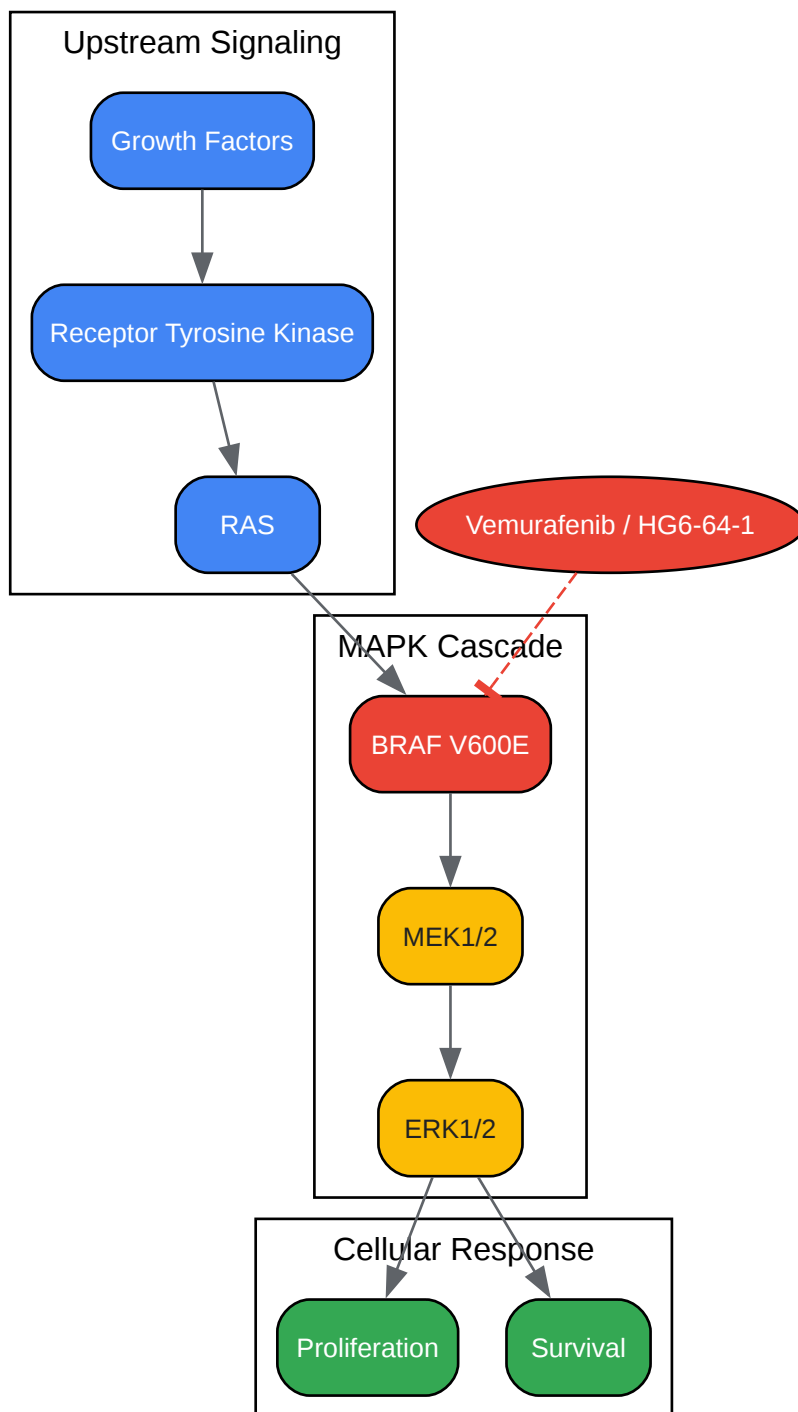 Upstream Signaling
Growth Factors
Receptor Tyrosine Kinase
RAS
Vemurafenib / HG6-64-1
MAPK Cascade
BRAF V600E
MEK1/2
ERK1/2
Cellular Response
Proliferation
Survival